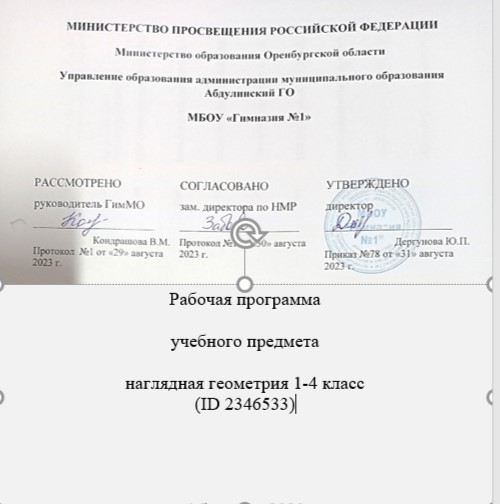 МИНИСТЕРСТВО ПРОСВЕЩЕНИЯ РОССИЙСКОЙ ФЕДЕРАЦИИ
Министерство образования Оренбургской области
Управление образования администрации муниципального образования
Абдулинский ГО
МБОУ «Гимназия №1»
РАССМОТРЕНО
руководитель ГимМО
Кондрашова В.М.
Протокол №1 от «29» августа
2023 г.
СОГЛАСОВАНО
зам. директора по НМР
Протокол «30» августа
2023 г.
УТВЕРЖДЕНО
директор
Дергунова Ю.П.
Приказ №78 от «31» августа
2023 г.
Рабочая программа
учебного предмета
наглядная геометрия 1-4 класс
(ID 2346533)